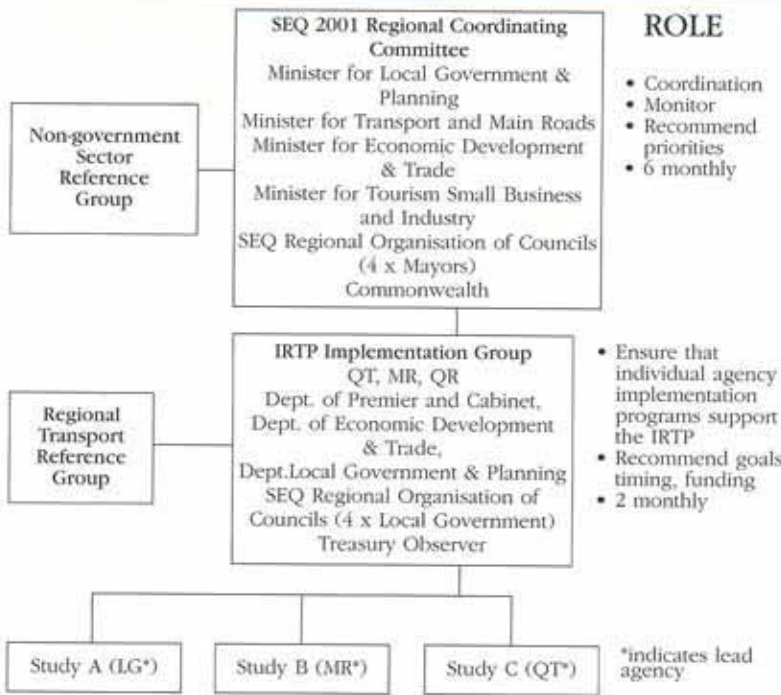 SEQ 2001 Regional Coordinating
Committee
Minister for Local Government &
Planning
Minister for Transport and Main Roads
Minister for Economic Development
& Trade
Minister for Tourism Small Business
and Industry
SEQ Regional Organisation of Councils
(4 x Mayors)
Commonwealth
ROLE
• Coordination
• Monitor
• Recommend
priorities
• 6 monthly
Non-government
Sector
Reference
Group
IRTP Implementation Group
QT, MR, QR
Dept. of Premier and Cabinet,
Dept. of Economic Development
& Trade,
Dept.Local Government & Planning
SEQ Regional Organisation of
Councils (4 x Local Government)
Treasury Observer
• Ensure that
individual agency
implementation
programs support
the IRTP
• Recommend goals
timing, funding
• 2 monthly
Regional
Transport
Reference
Group
Study A (LG*)
Study B (MR*)
Study C (QT*)
*indicates lead
agency